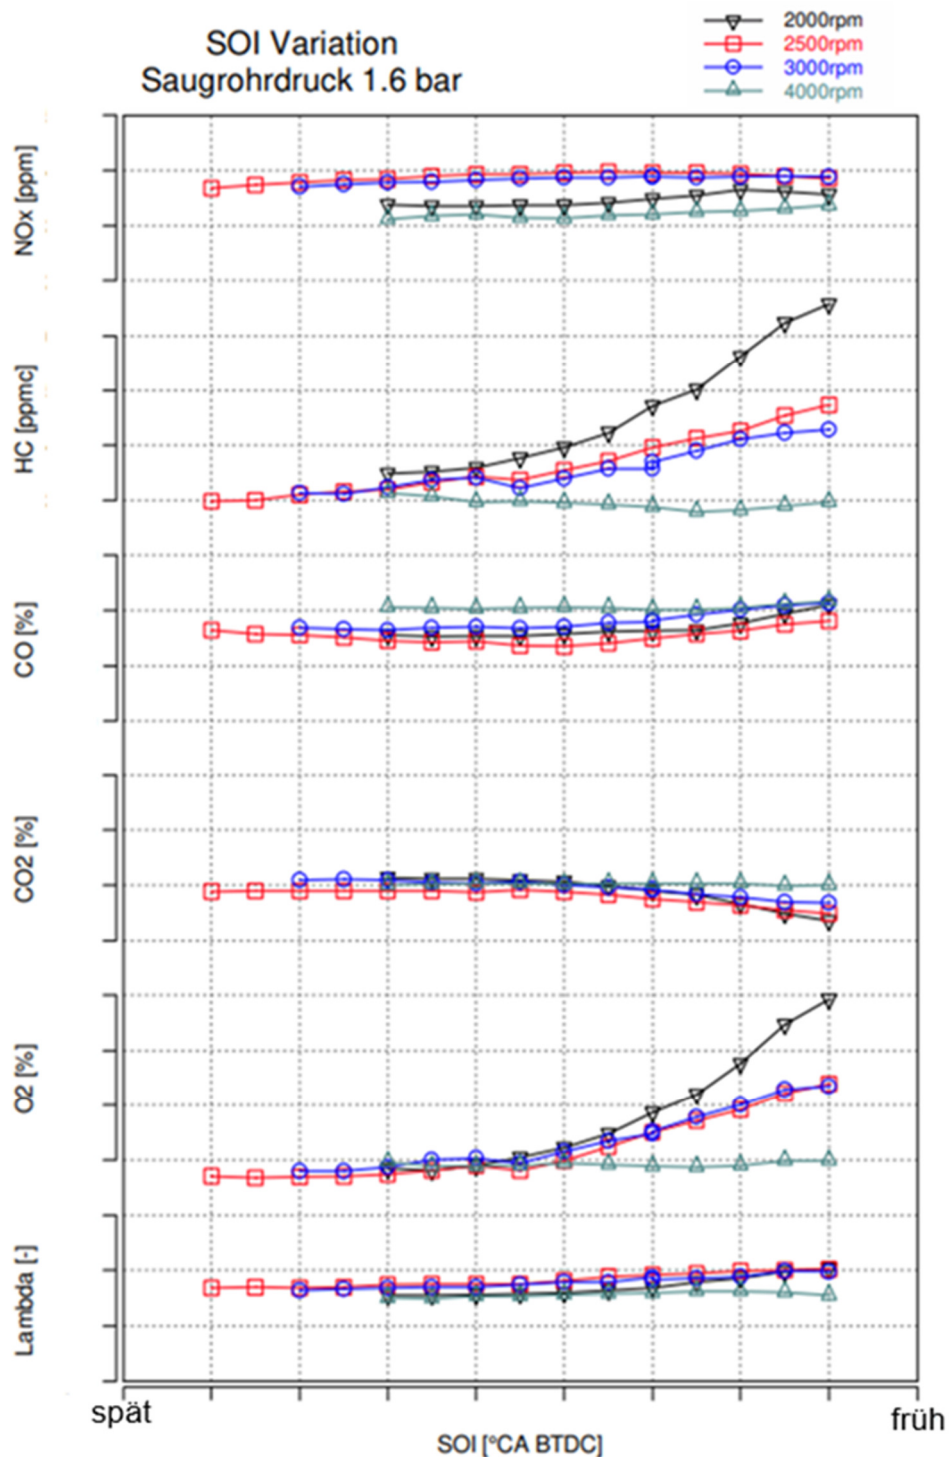 SOI Variation
Saugrohrdruck 1.6 bar
2000rpm
2500rpm
3000rpm
4000rpm
NOx [ppm]
HC [ppmc]
CO [%]
CO2 [%]
O2 [%]
Lambda [-]
spät
früh
SOI [°CA BTDC]